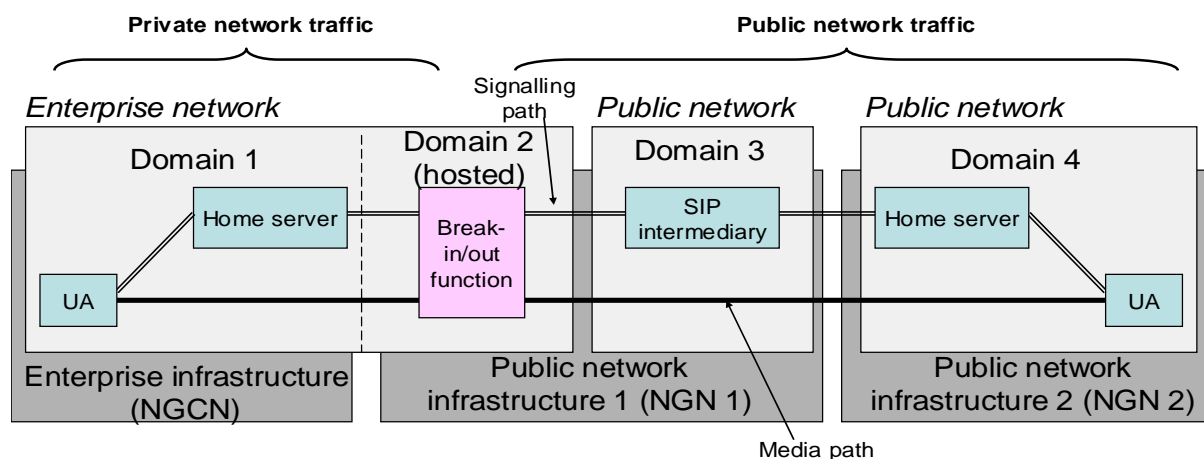 Private network traffic
Public network traffic
Signalling
path
Enterprise network
Public network
Public network
Domain 1
Domain 2
(hosted)
Domain 3
Domain 4
Home server
Break-
in/out
function
SIP
intermediary
Home server
UA
UA
Enterprise infrastructure
(NGCN)
Public network
infrastructure 1 (NGN 1)
Public network
infrastructure 2 (NGN 2)
Media path